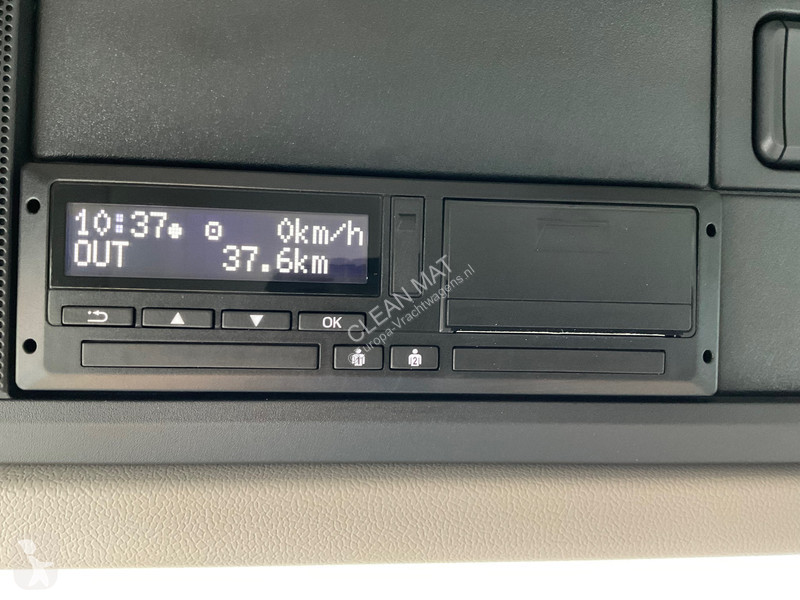 10:37 0km/h
OUT 37.6km
OK
1 2
CLEAN MAT
Europa-Vrachtwagens.nl